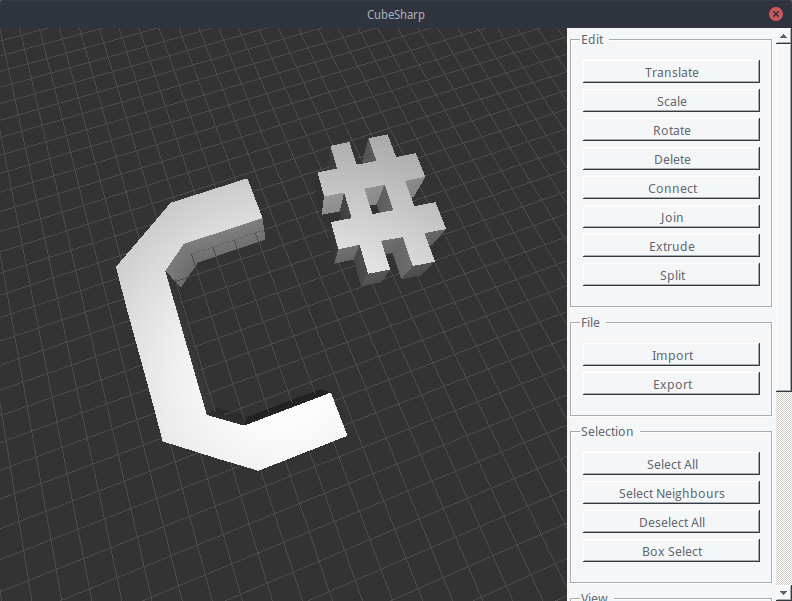 CubeSharp
C#
Edit
Translate
Scale
Rotate
Delete
Connect
Join
Extrude
Split
File
Import
Export
Selection
Select All
Select Neighbours
Deselect All
Box Select
View